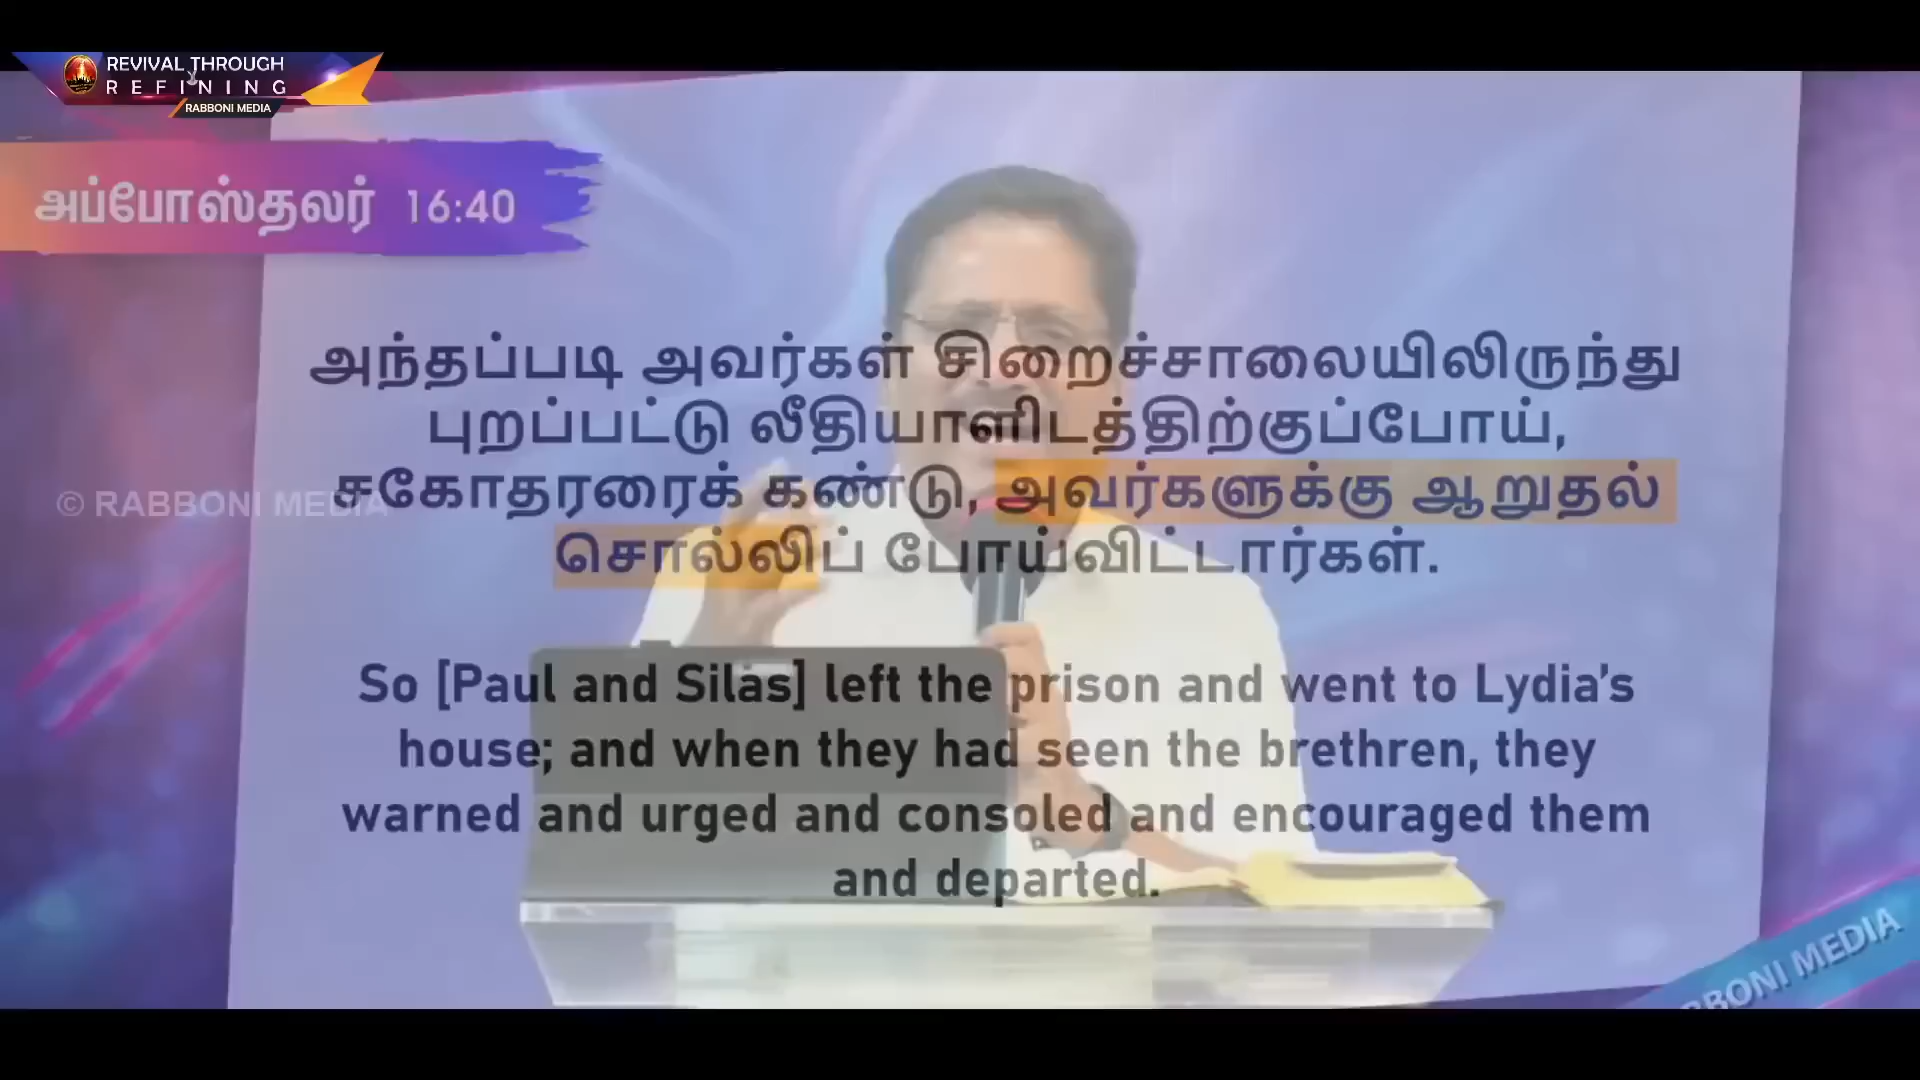 REVIVAL THROUGH
REFINING
RABBONI MEDIA
அப்போஸ்தலர் 16:40
அந்தப்படி அவர்கள் சிறைச்சாலையிலிருந்து
புறப்பட்டு லீதியாளிடத்திற்குப்போய்,
சகோதரரைக் கண்டு, அவர்களுக்கு ஆறுதல்
சொல்லிப் போய்விட்டார்கள்.
© RABBONI MEDIA
So [Paul and Silas] left the prison and went to Lydia's
house; and when they had seen the brethren, they
warned and urged and consoled and encouraged them
and departed.
BBONI MEDIA